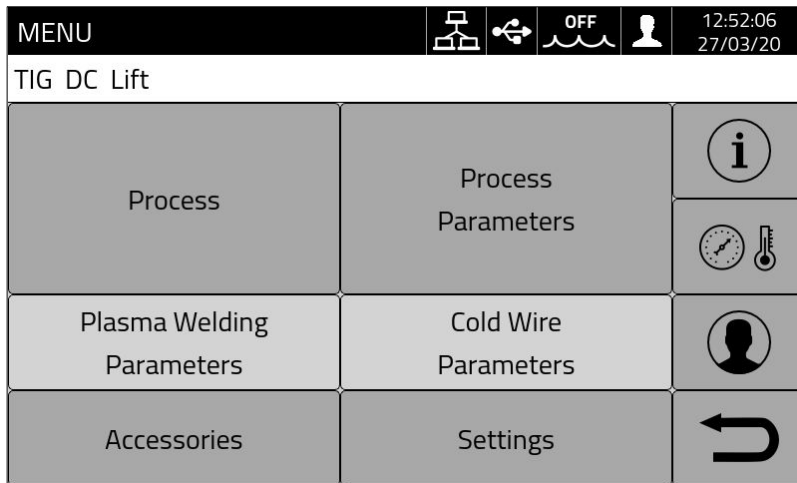 MENU
OFF
12:52:06
27/03/20
TIG DC Lift
Process
Process
Parameters
i
Plasma Welding
Parameters
Cold Wire
Parameters
Accessories
Settings